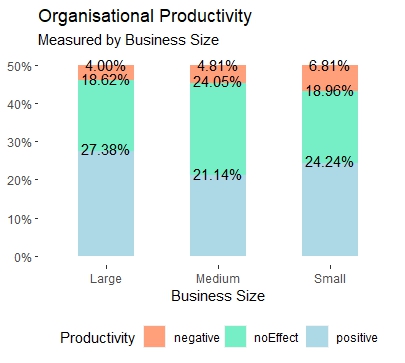 Organisational Productivity
Measured by Business Size
50%
40%
30%
20%
10%
0%
4.00% 4.81% 6.81%
18.62% 24.05% 18.96%
27.38% 21.14% 24.24%
Large Medium Small
Business Size
Productivity negative noEffect positive